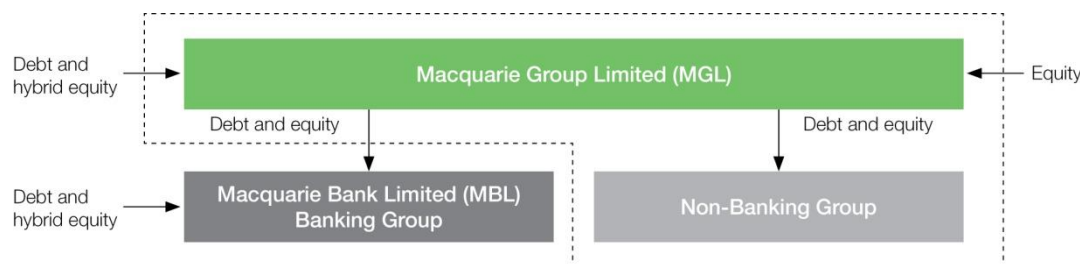 Debt and
hybrid equity
Macquarie Group Limited (MGL)
Equity
Debt and equity
Debt and equity
Debt and
hybrid equity
Macquarie Bank Limited (MBL)
Banking Group
Non-Banking Group